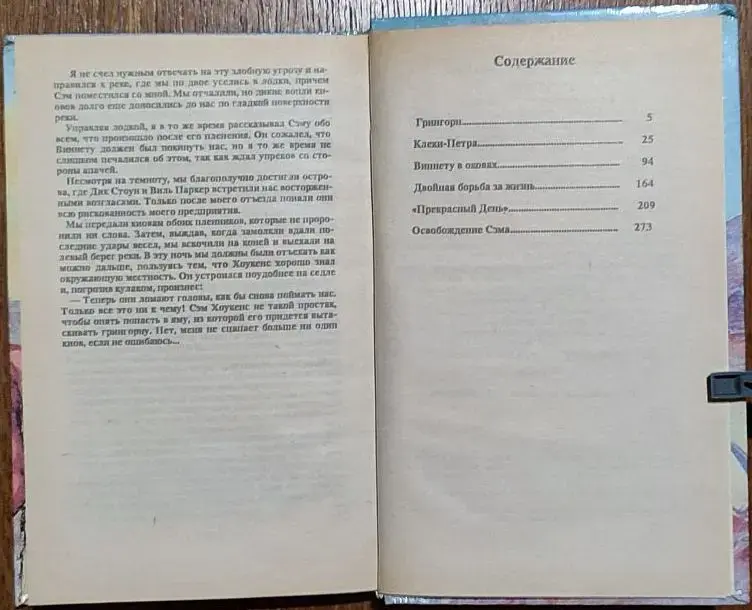 Я не счел нужным отвечать на эту злобную угрозу и на-
правился к реке, где мы по двое уселись в лодки, причем
Сэм поместился со мной. Мы отчалили, но дикие вопли ки-
овов долго еще доносились до нас по гладкой поверхности
реки.
Управляя лодкой, я в то же время рассказывал Сэму обо
всем, что произошло после его пленения. Он сожалел, что
Виннету должен был покинуть нас, но в то же время не
слишком печалился об этом, так как ждал упреков со сто-
роны апачей.
Несмотря на темноту, мы благополучно достигли остро-
ва, где Дик Стоун и Виль Паркер встретили нас восторжен-
ными возгласами. Только после моего отъезда поняли они
всю рискованность моего предприятия.
Мы передали киовам обоих пленников, которые не проро-
нили ни слова. Затем, выждав, когда замолкли вдали по-
следние удары весел, мы вскочили на коней и выехали на
левый берег реки. В эту ночь мы должны были отъехать как
можно дальше, пользуясь тем, что Хоукенс хорошо знал
окружающую местность. Он устроился поудобнее на седле
и, погрозив кулаком, произнес:
— Теперь они ломают головы, как бы снова поймать нас.
Только все это ни к чему! Сэм Хоукенс не такой простак,
чтобы опять попасть в яму, из которой его придется выта-
скивать грингорну. Нет, меня не сцапает больше ни один
киов, если не ошибаюсь...
Содержание
Грингорн..........5
Клеки-Петра..........25
Виннету в оковах..........94
Двойная борьба за жизнь..........164
«Прекрасный День»..........209
Освобождение Сэма..........273